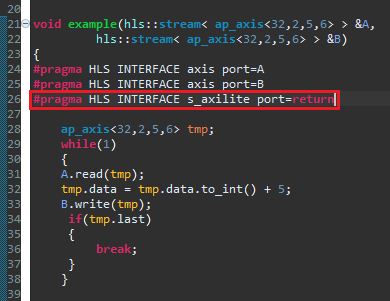 20
21 void example(hls::stream< ap_axis<32,2,5,6> > &A,
22 hls::stream< ap_axis<32,2,5,6> > &B)
23 {
24 #pragma HLS INTERFACE axis port=A
25 #pragma HLS INTERFACE axis port=B
26 #pragma HLS INTERFACE s_axilite port=return
27
28 ap_axis<32,2,5,6> tmp;
29 while(1)
30 {
31 A.read(tmp);
32 tmp.data = tmp.data.to_int() + 5;
33 B.write(tmp);
34 if(tmp.last)
35 {
36 break;
37 }
38 }
39